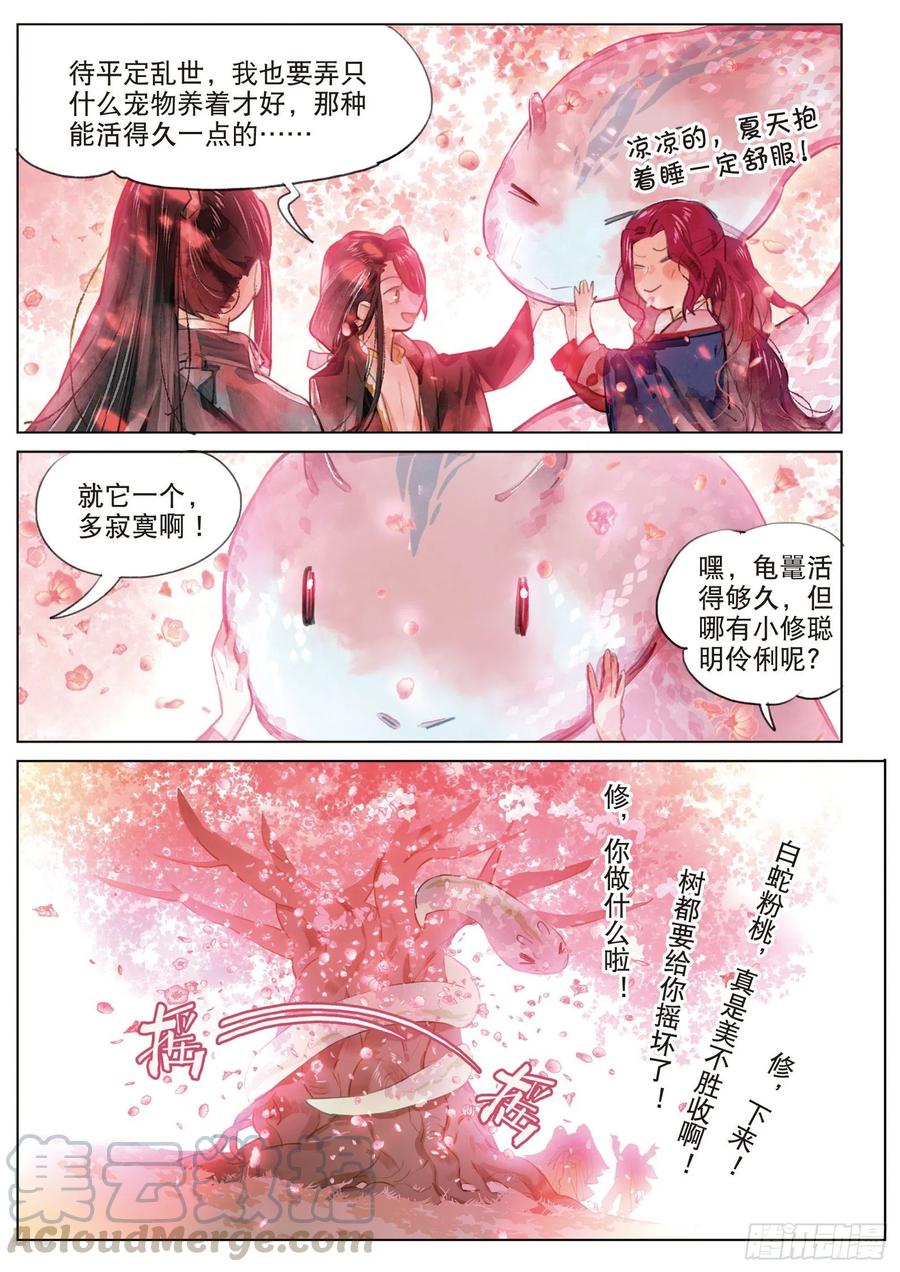 待平定乱世，我也要弄只
什么宠物养着才好，那种
能活得久一点的……
凉凉的，夏天抱
着睡一定舒服！
就它一个，
多寂寞啊！
嘿，龟鼍活
得够久，但
哪有小修聪
明伶俐呢？
修，你做什么啦！
树都要给你摇坏了！
白蛇粉桃，真是美不胜收啊！
修，下来！
摇
摇
集云数据
AcloudMerge.com
腾讯动漫